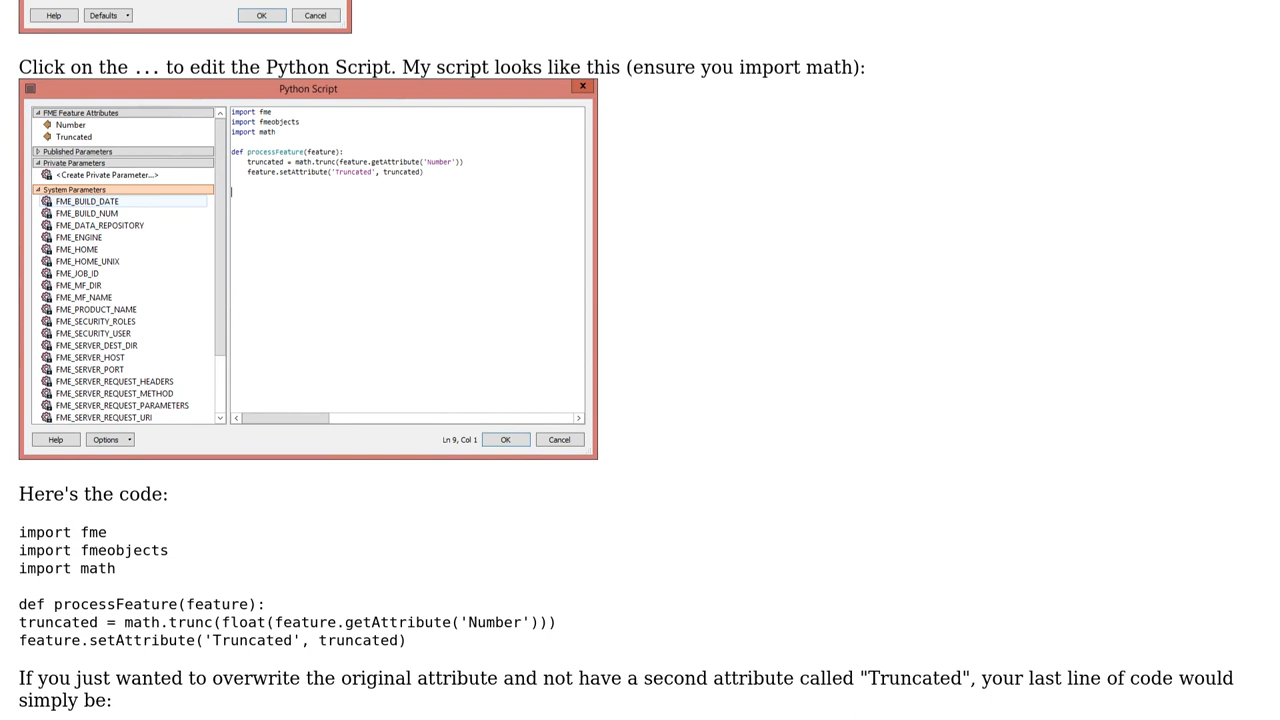 Help Defaults OK Cancel
Click on the ... to edit the Python Script. My script looks like this (ensure you import math):
Python Script
FME Feature Attributes
Number
Truncated
Published Parameters
Private Parameters
<Create Private Parameter...>
System Parameters
FME_BUILD_DATE
FME_BUILD_NUM
FME_DATA_REPOSITORY
FME_ENGINE
FME_HOME
FME_HOME_UNIX
FME_JOB_ID
FME_MF_DIR
FME_MF_NAME
FME_PRODUCT_NAME
FME_SECURITY_ROLES
FME_SECURITY_USER
FME_SERVER_DEST_DIR
FME_SERVER_HOST
FME_SERVER_PORT
FME_SERVER_REQUEST_HEADERS
FME_SERVER_REQUEST_METHOD
FME_SERVER_REQUEST_PARAMETERS
FME_SERVER_REQUEST_URI
import fme
import fmeobjects
import math
def processFeature(feature):
truncated = math.trunc(feature.getAttribute('Number'))
feature.setAttribute('Truncated', truncated)
Help Options Ln 9, Col 1 OK Cancel
Here's the code:
import fme
import fmeobjects
import math
def processFeature(feature):
truncated = math.trunc(float(feature.getAttribute('Number')))
feature.setAttribute('Truncated', truncated)
If you just wanted to overwrite the original attribute and not have a second attribute called "Truncated", your last line of code would
simply be: